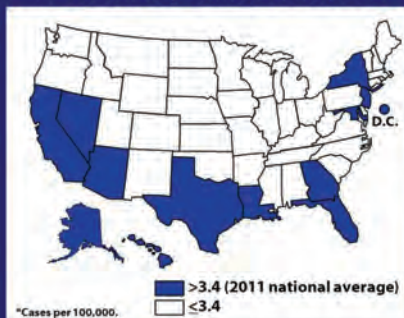 D.C.
>3.4 (2011 national average)
≤3.4
*Cases per 100,000.